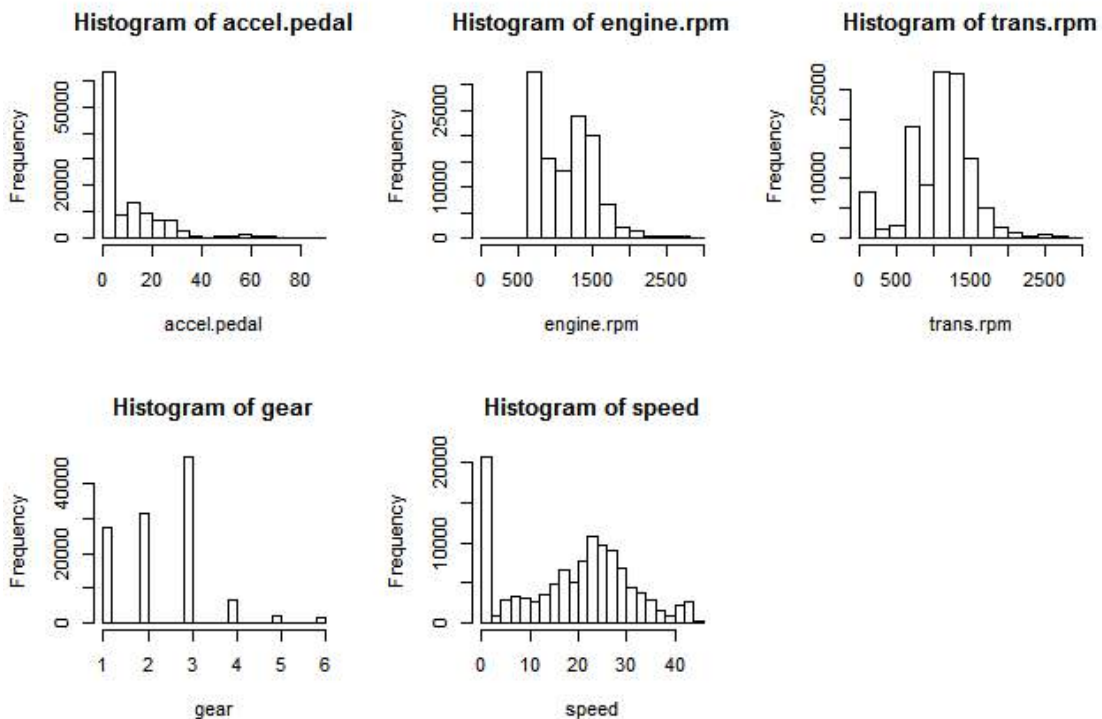 Histogram of accel.pedal
Frequency
0 20000 50000
0 20 40 60 80
accel.pedal
Histogram of engine.rpm
Frequency
0 10000 25000
0 500 1500 2500
engine.rpm
Histogram of trans.rpm
Frequency
0 10000 25000
0 500 1500 2500
trans.rpm
Histogram of gear
Frequency
0 20000 40000
1 2 3 4 5 6
gear
Histogram of speed
Frequency
0 10000 20000
0 10 20 30 40
speed